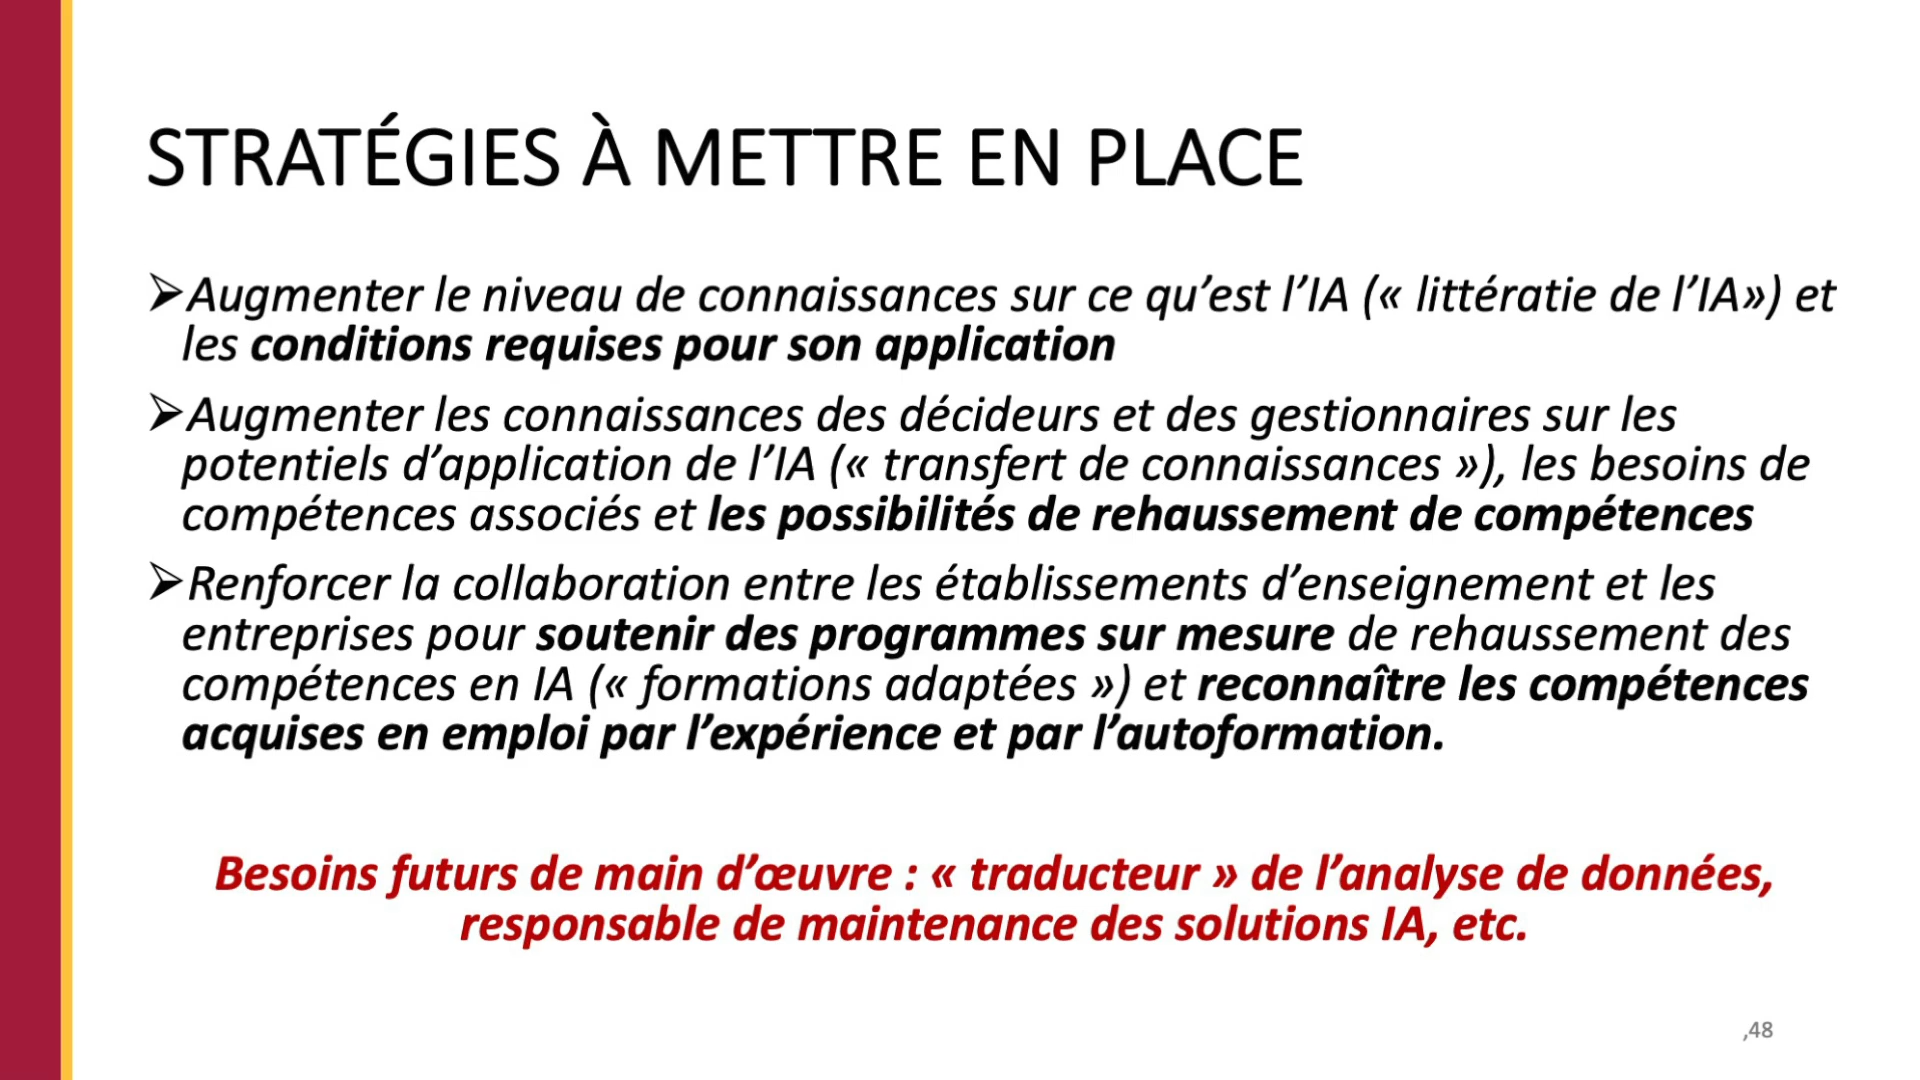 STRATÉGIES À METTRE EN PLACE
➢Augmenter le niveau de connaissances sur ce qu’est l’IA (« littératie de l’IA») et
les conditions requises pour son application
➢Augmenter les connaissances des décideurs et des gestionnaires sur les
potentiels d’application de l’IA (« transfert de connaissances »), les besoins de
compétences associés et les possibilités de rehaussement de compétences
➢Renforcer la collaboration entre les établissements d’enseignement et les
entreprises pour soutenir des programmes sur mesure de rehaussement des
compétences en IA (« formations adaptées ») et reconnaître les compétences
acquises en emploi par l’expérience et par l’autoformation.
Besoins futurs de main d’œuvre : « traducteur » de l’analyse de données,
responsable de maintenance des solutions IA, etc.
,48